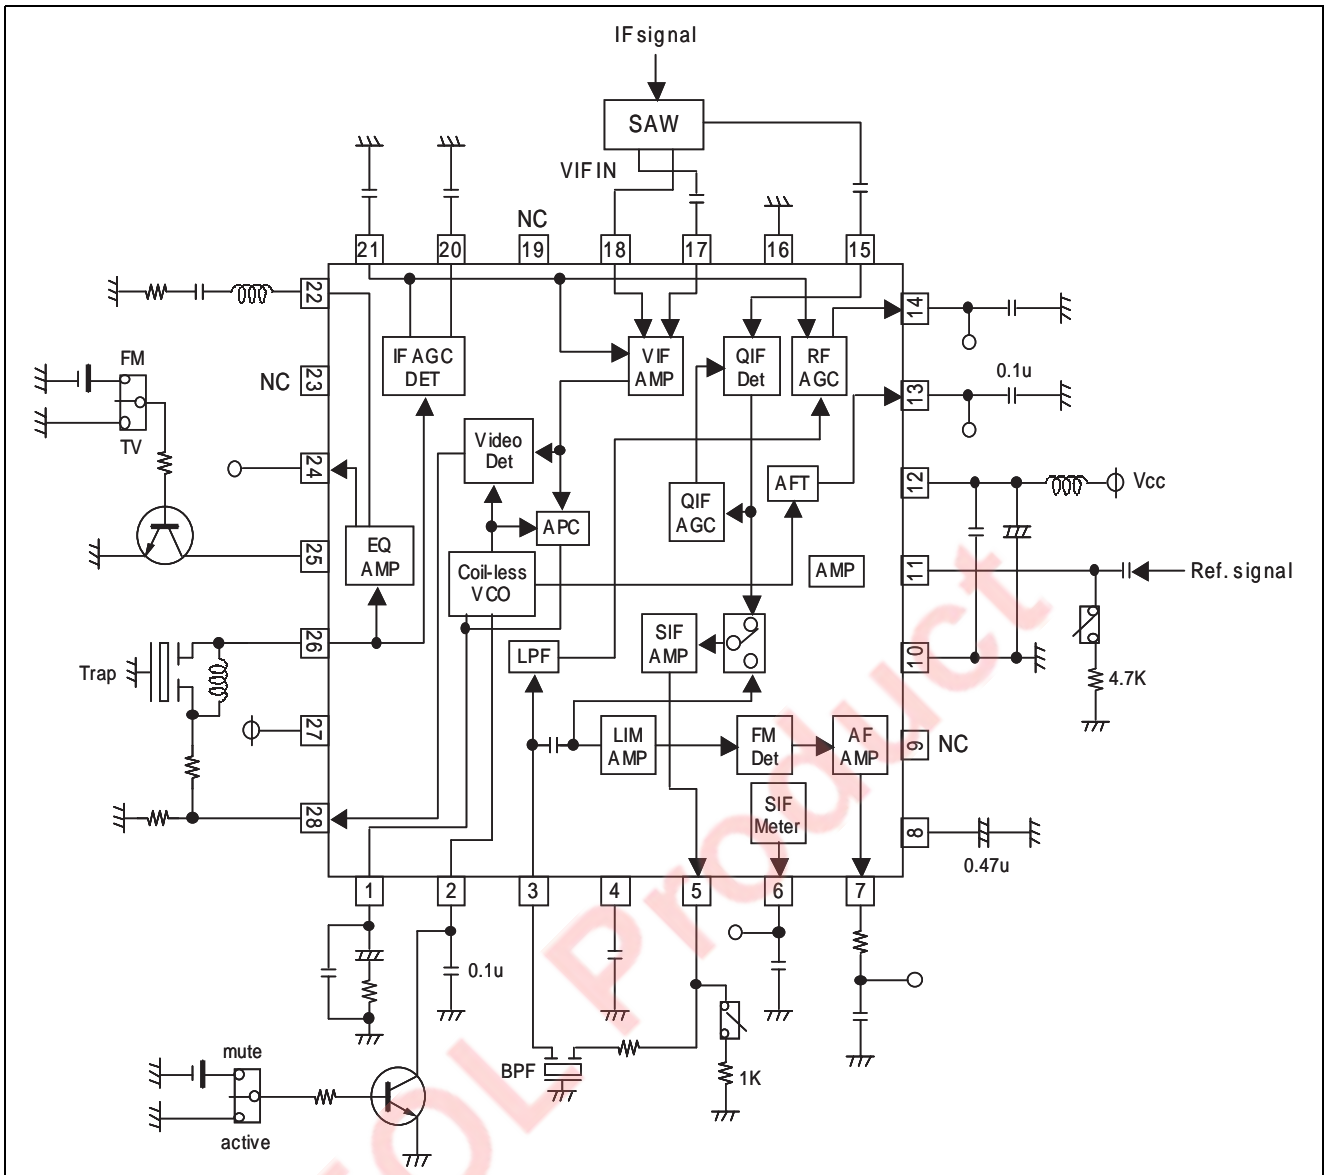 IF signal
SAW
VIF IN
NC
21
20
19
18
17
16
15
22
14
IF AGC
DET
VIF
AMP
QIF
Det
RF
AGC
FM
TV
NC
23
13
0.1u
Video
Det
24
QIF
AGC
AFT
12
Vcc
APC
EQ
AMP
25
Coil-less
VCO
AMP
11
Ref. signal
26
LPF
SIF
AMP
10
4.7K
Trap
27
LIM
AMP
FM
Det
AF
AMP
9
NC
SIF
Meter
28
8
0.47u
1
2
3
4
5
6
7
0.1u
mute
active
BPF
1K
OL Product